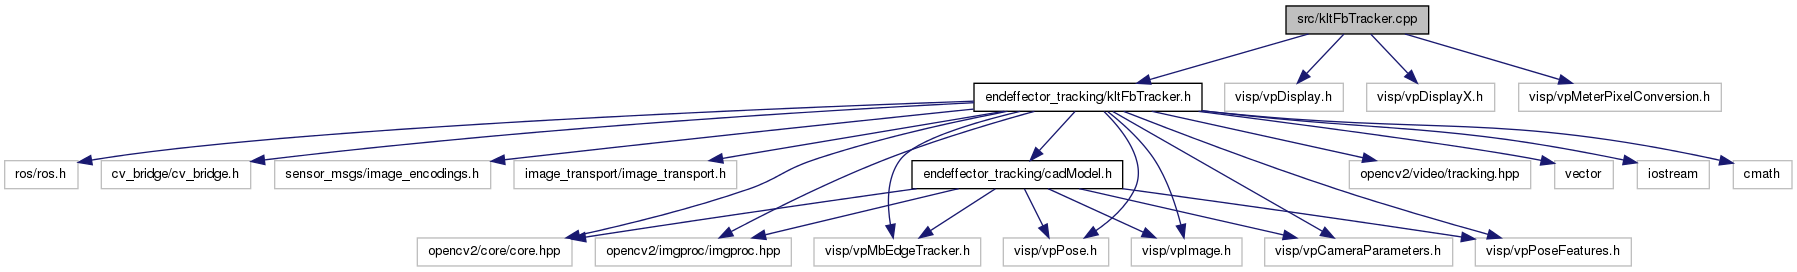 src/kltFbTracker.cpp
endeffector_tracking/kltFbTracker.h
visp/vpDisplay.h
visp/vpDisplayX.h
visp/vpMeterPixelConversion.h
ros/ros.h
cv_bridge/cv_bridge.h
sensor_msgs/image_encodings.h
image_transport/image_transport.h
endeffector_tracking/cadModel.h
opencv2/video/tracking.hpp
vector
iostream
cmath
opencv2/core/core.hpp
opencv2/imgproc/imgproc.hpp
visp/vpMbEdgeTracker.h
visp/vpPose.h
visp/vpImage.h
visp/vpCameraParameters.h
visp/vpPoseFeatures.h